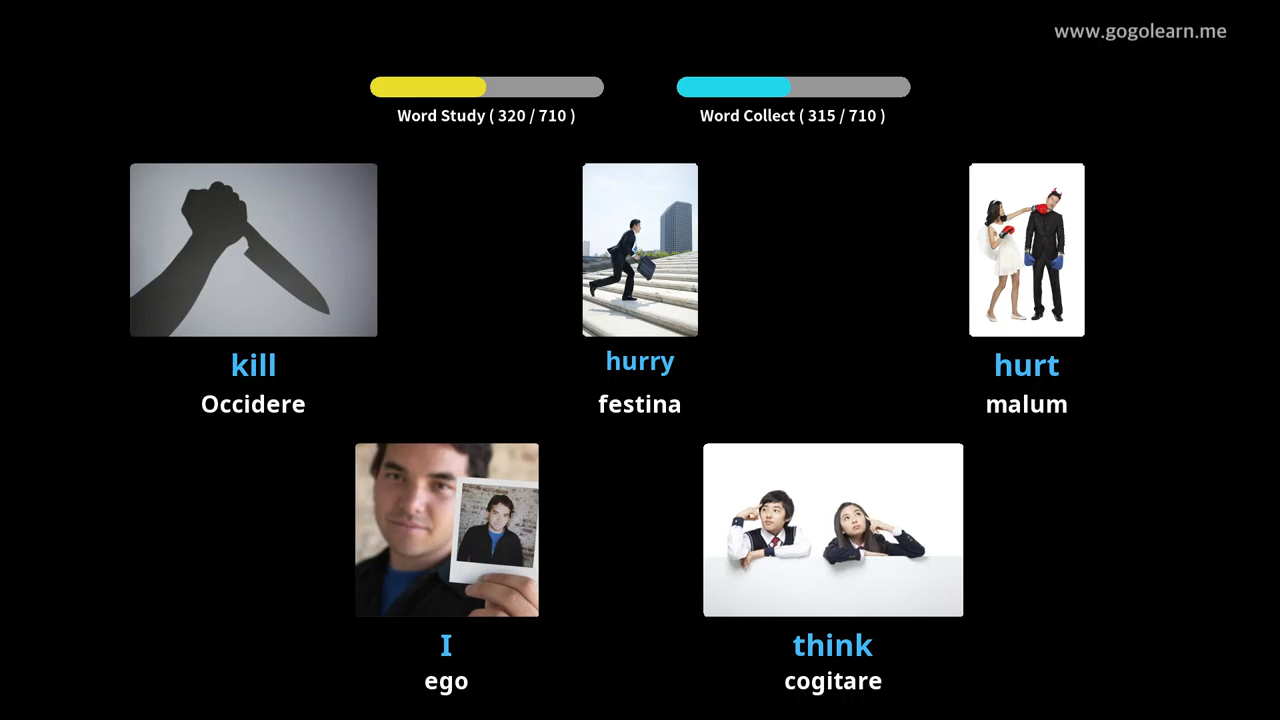 www.gogolearn.me
Word Study ( 320 / 710 )
Word Collect ( 315 / 710 )
kill
hurry
hurt
Occidere
festina
malum
I
think
ego
cogitare